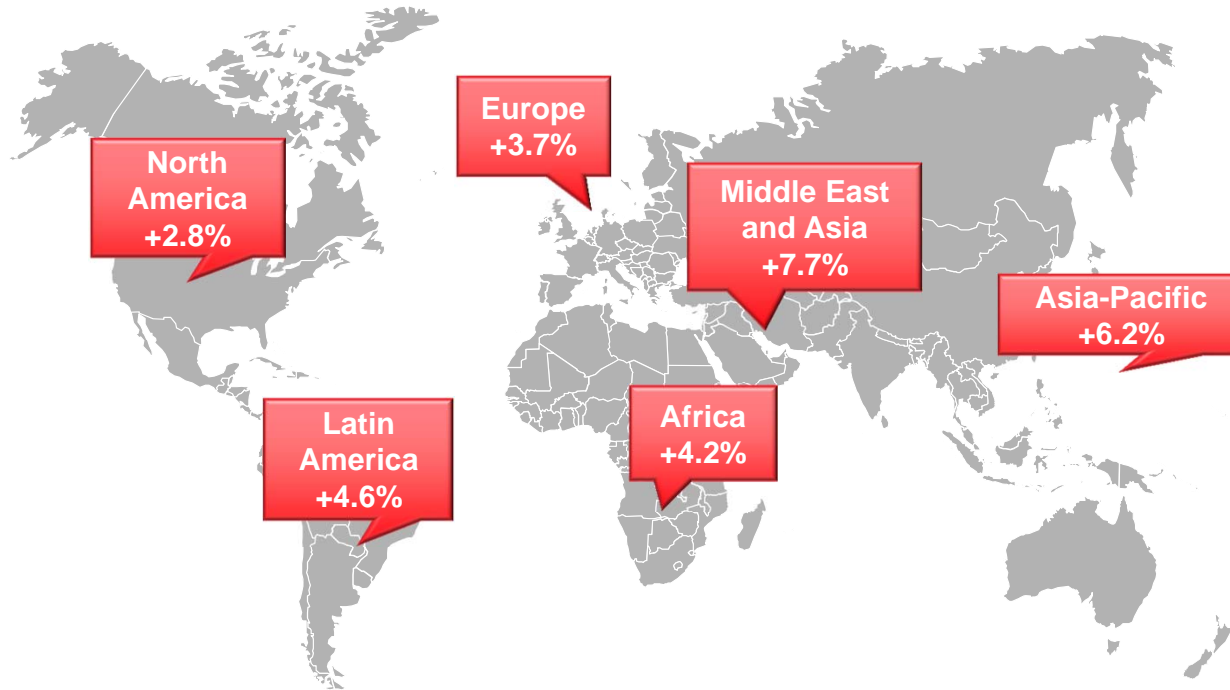 Europe
+3.7%
North
America
+2.8%
Middle East
and Asia
+7.7%
Asia-Pacific
+6.2%
Latin
America
+4.6%
Africa
+4.2%